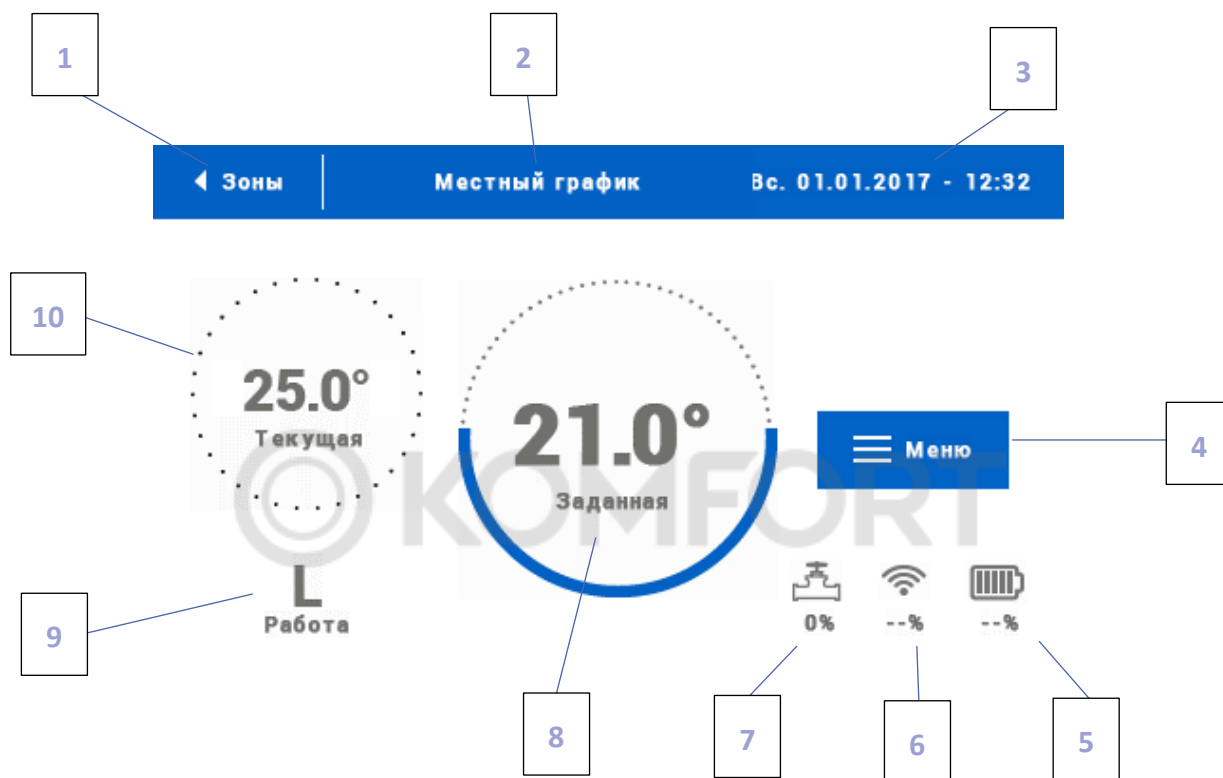 1
2
3
Зоны
Местный график
Вс. 01.01.2017 - 12:32
10
25.0°
Текущая
21.0°
Заданная
Меню
4
KOMFORT
L
Работа
0%
--%
--%
9
8
7
6
5